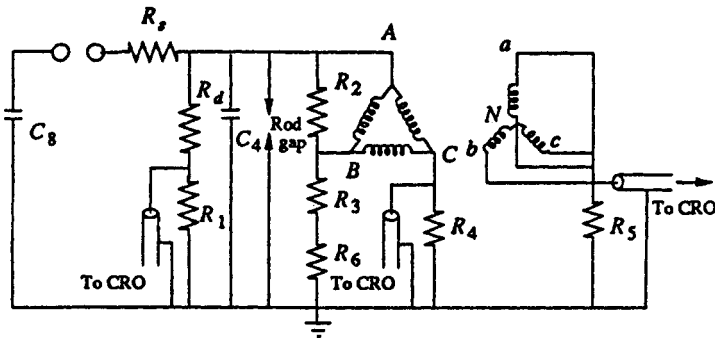 R_s
A
a
R_d
R_2
C_8
C_4
Rod
gap
N
b
c
B
C
R_1
R_3
R_4
R_5
To CRO
R_6
To CRO
To CRO